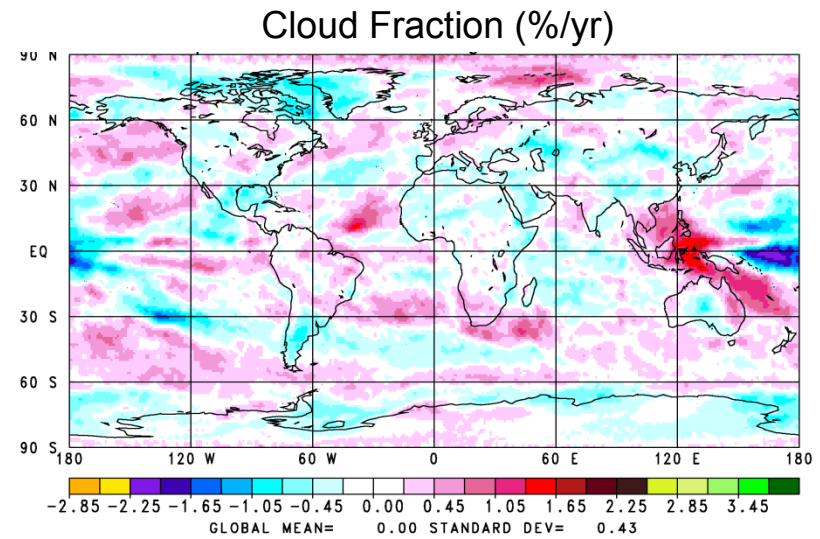 Cloud Fraction (%/yr)
90 N
60 N
30 N
EQ
30 S
60 S
90 S
180 120 W 60 W 0 60 E 120 E 180
-2.85 -2.25 -1.65 -1.05 -0.45 0.00 0.45 1.05 1.65 2.25 2.85 3.45
GLOBAL MEAN= 0.00 STANDARD DEV= 0.43